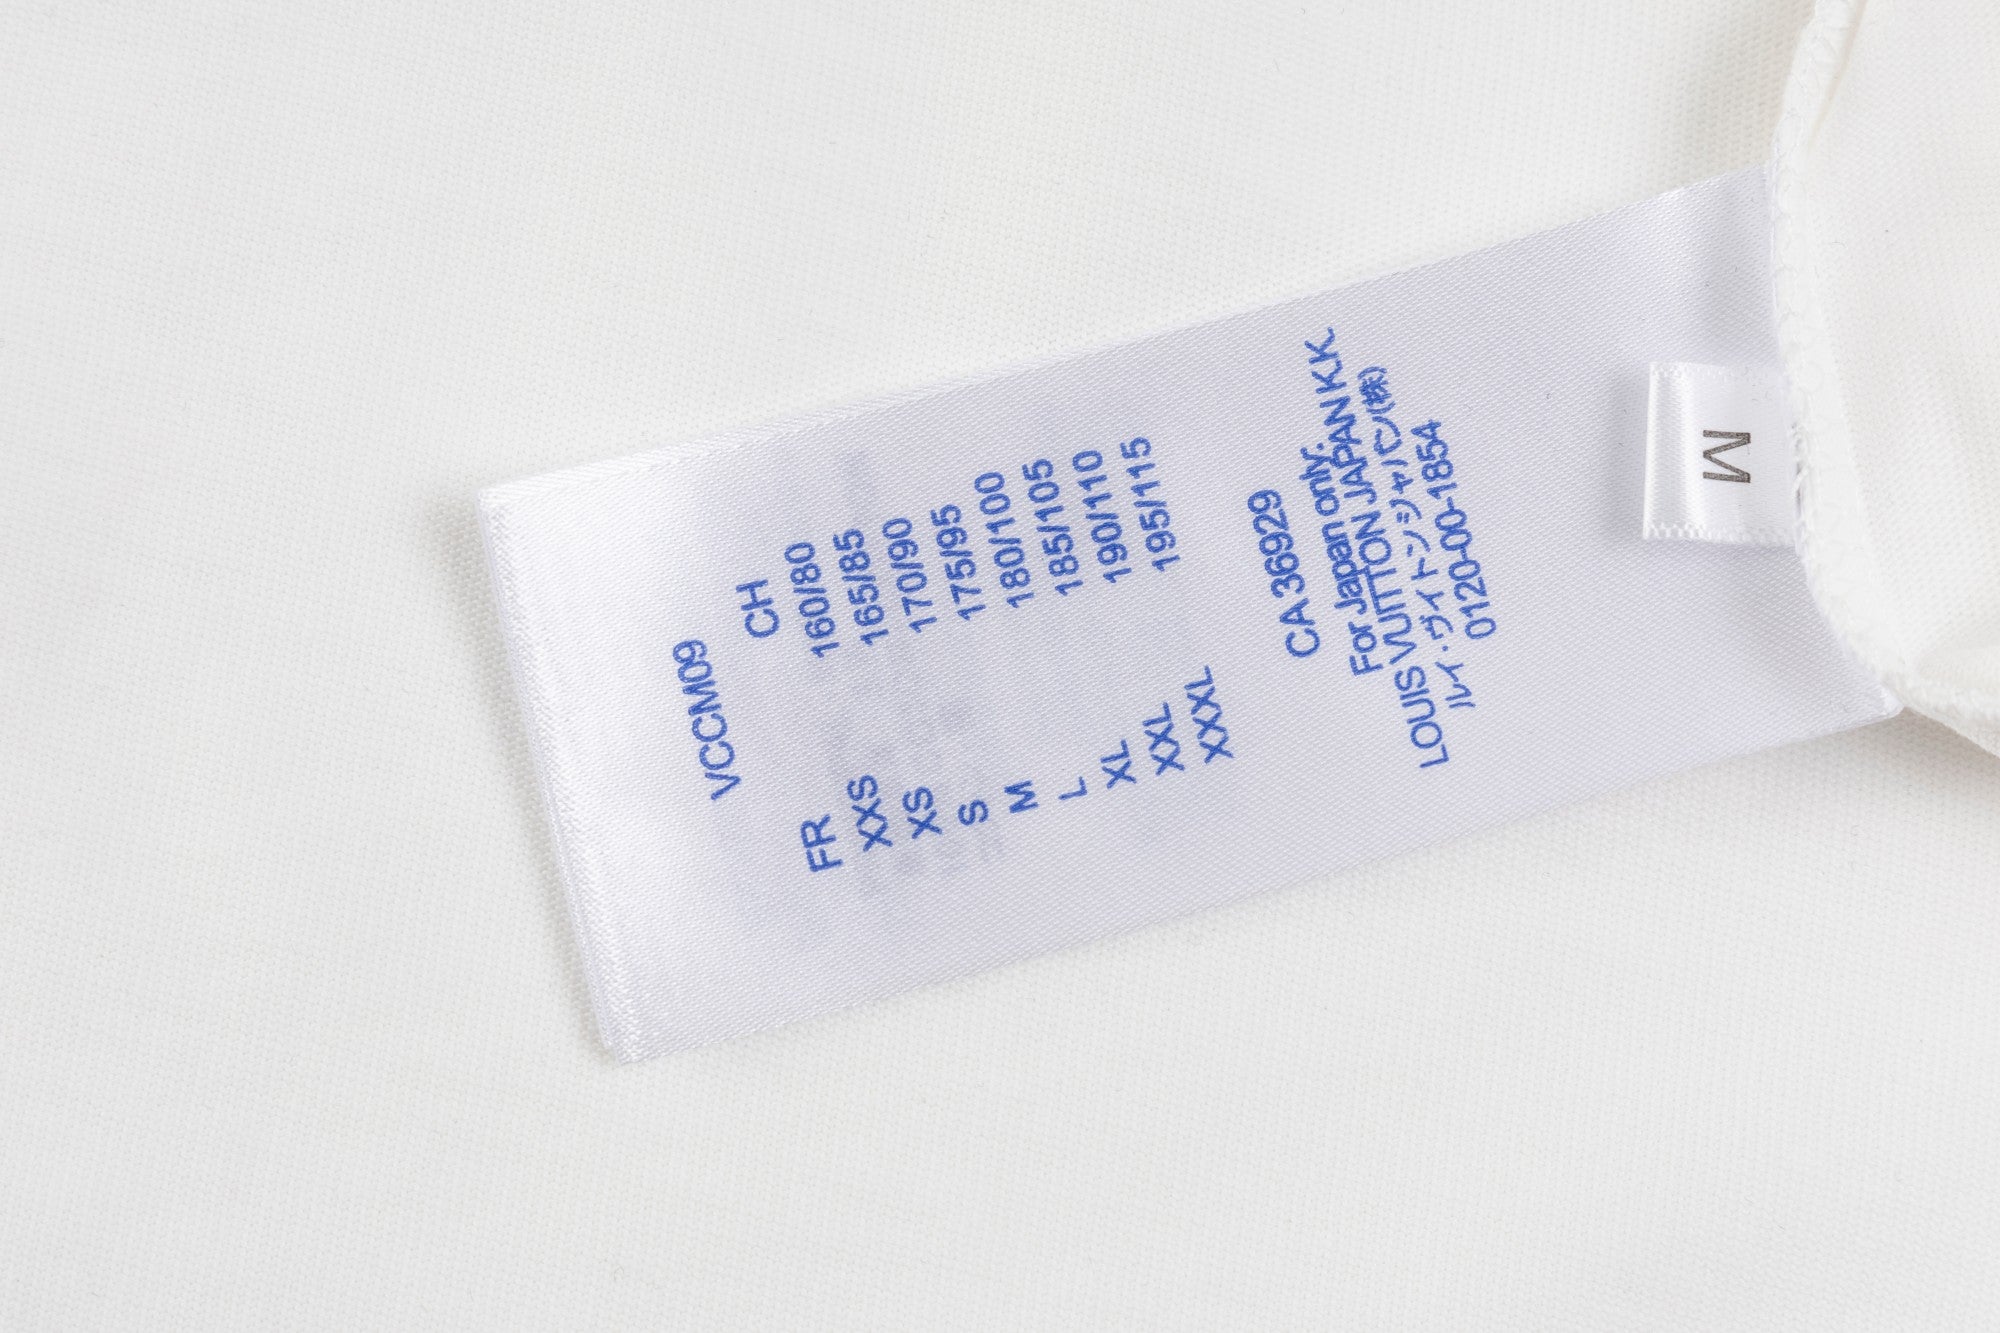 VCCM09
FR CH
XXS 160/80
XS 165/85
S 170/90
M 175/95
L 180/100
XL 185/105
XXL 190/110
XXXL 195/115
CA 36929
For Japan only.
LOUIS VUITTON JAPAN K.K.
ルイ・ヴィトンジャパン(株)
0120-00-1854
M